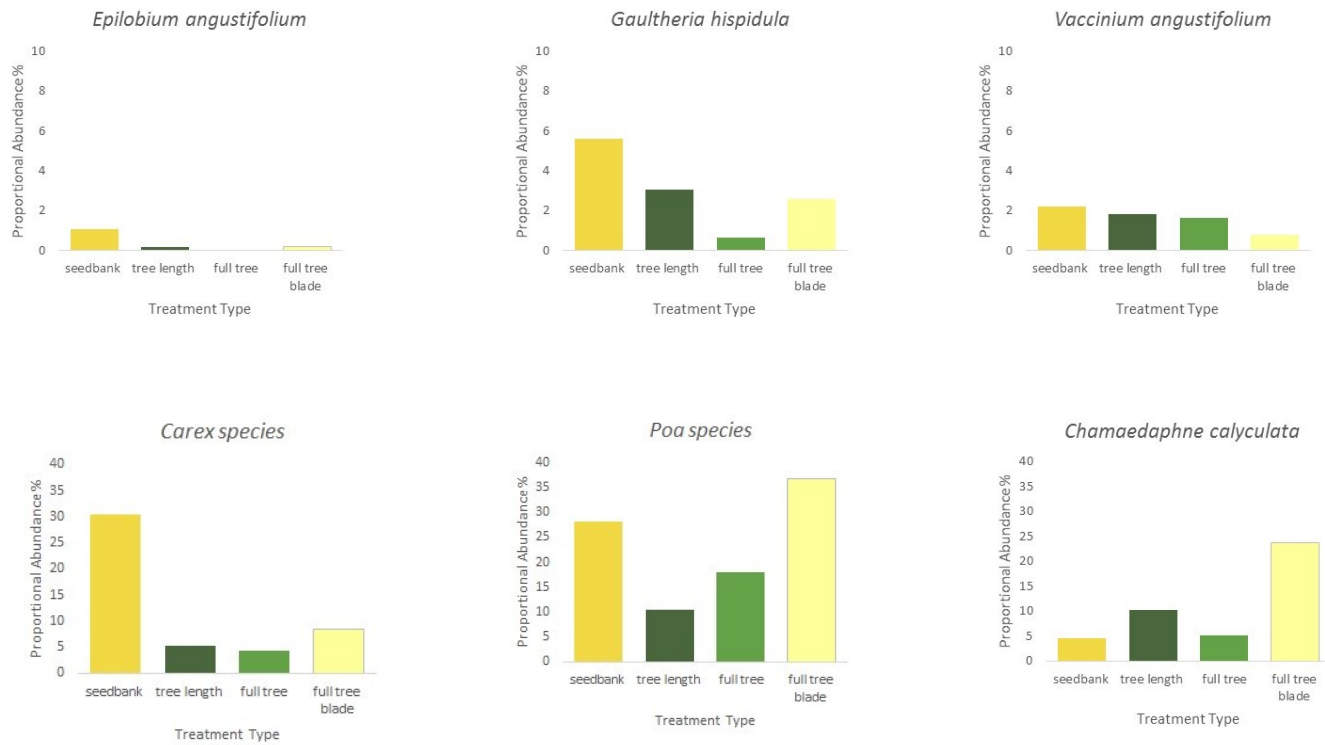 Epilobium angustifolium
Proportional Abundance%
10
8
6
4
2
0
seedbank tree length full tree full tree
blade
Treatment Type
Gaultheria hispidula
Proportional Abundance%
10
8
6
4
2
0
seedbank tree length full tree full tree
blade
Treatment Type
Vaccinium angustifolium
Proportional Abundance%
10
8
6
4
2
0
seedbank tree length full tree full tree
blade
Treatment Type
Carex species
Proportional Abundance%
40
35
30
25
20
15
10
5
0
seedbank tree length full tree full tree
blade
Treatment Type
Poa species
Proportional Abundance%
40
35
30
25
20
15
10
5
0
seedbank tree length full tree full tree
blade
Treatment Type
Chamaedaphne calyculata
Proportional Abundance%
40
35
30
25
20
15
10
5
0
seedbank tree length full tree full tree
blade
Treatment Type